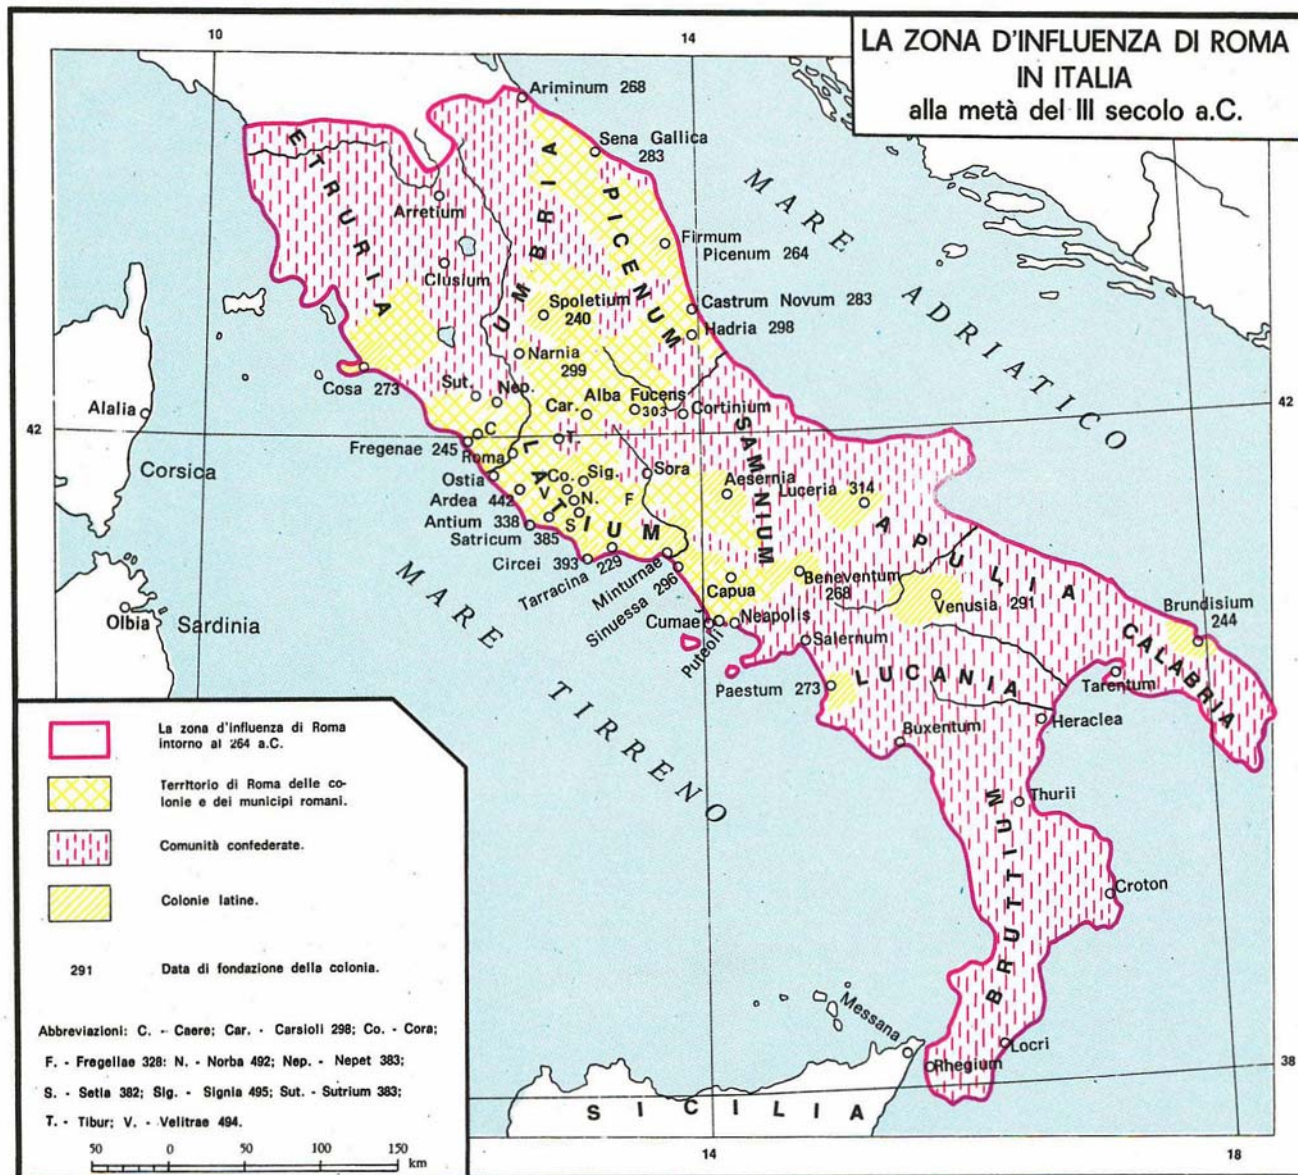 LA ZONA D'INFLUENZA DI ROMA
IN ITALIA
alla metà del III secolo a.C.
10
14
Ariminum 268
Sena Gallica
283
ETRURIA
UMBRIA
PICENUM
MARE ADRIATICO
Arretium
Firmum
Picenum 264
Clusium
Spoletium
240
Castrum Novum 283
Hadria 298
Narnia
299
Cosa 273
Sut.
Nep.
Alba Fucens
303
Car.
Cortinium
Alalia
42
42
C
T.
Fregenae 245
Roma
LATIUM
SAMNIUM
Corsica
Ostia
Co.
Sig.
Sora
Aesernia
Luceria 314
Ardea 442
V
N.
F
Antium 338
S
Satricum 385
APULIA
Circei 393
Tarracina 229
Minturnae
Sinuessa 296
Capua
Beneventum
268
Venusia 291
Brundisium
244
MARE TIRRENO
Olbia
Sardinia
Cumae
Puteoli
Neapolis
Salernum
CALABRIA
Paestum 273
LUCANIA
Tarentum
Heraclea
Buxentum
Thurii
BRUTTIUM
Croton
Messana
Locri
Rhegium
38
SICILIA
14
18
La zona d'influenza di Roma
intorno al 264 a.C.
Territorio di Roma delle co-
lonie e dei municipi romani.
Comunità confederate.
Colonie latine.
291
Data di fondazione della colonia.
Abbreviazioni: C. - Caere; Car. - Carsioli 298; Co. - Cora;
F. - Fregellae 328: N. - Norba 492; Nep. - Nepet 383;
S. - Setia 382; Sig. - Signia 495; Sut. - Sutrium 383;
T. - Tibur; V. - Velitrae 494.
50 0 50 100 150
km